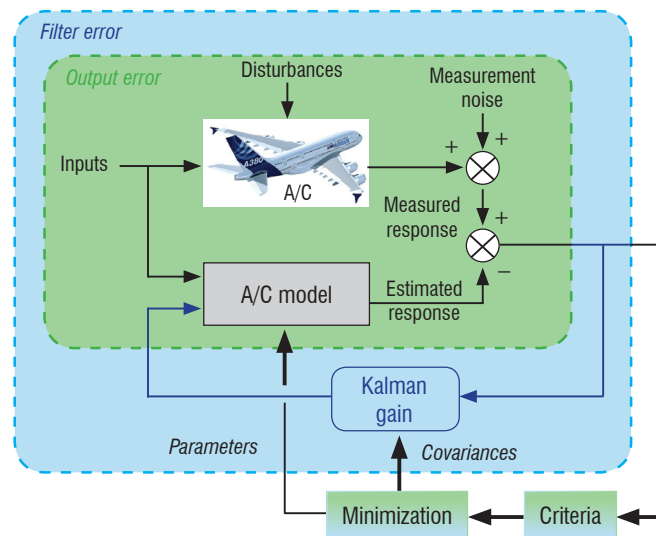 Filter error
Output error
Disturbances
Measurement
noise
+
+
Inputs
A380
A/C
Measured
response
+
−
A/C model
Estimated
response
Kalman
gain
Parameters
Covariances
Minimization
Criteria